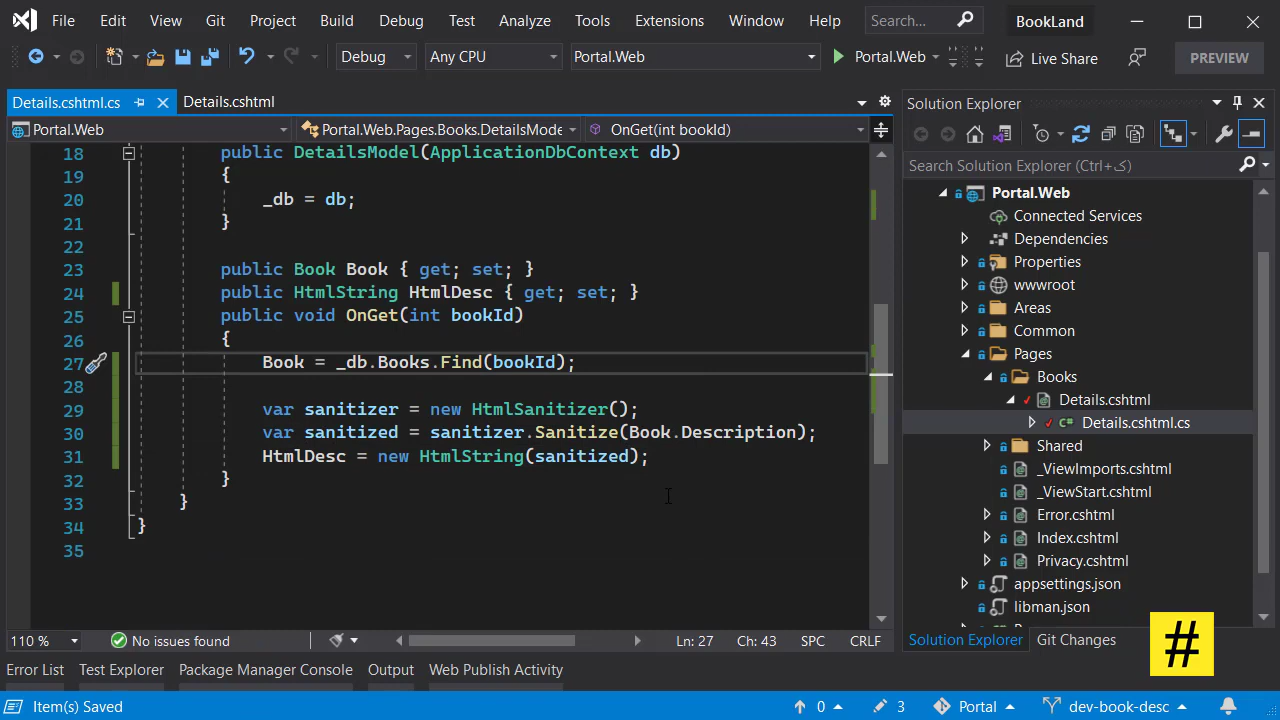 File Edit View Git Project Build Debug Test Analyze Tools Extensions Window Help Search... BookLand
Debug Any CPU Portal.Web Portal.Web Live Share PREVIEW
Details.cshtml.cs Details.cshtml
Portal.Web Portal.Web.Pages.Books.DetailsMode OnGet(int bookId)
18 public DetailsModel(ApplicationDbContext db)
19 {
20 _db = db;
21 }
22
23 public Book Book { get; set; }
24 public HtmlString HtmlDesc { get; set; }
25 public void OnGet(int bookId)
26 {
27 Book = _db.Books.Find(bookId);
28
29 var sanitizer = new HtmlSanitizer();
30 var sanitized = sanitizer.Sanitize(Book.Description);
31 HtmlDesc = new HtmlString(sanitized);
32 }
33 }
34 }
35
110 % No issues found Ln: 27 Ch: 43 SPC CRLF
Solution Explorer
Search Solution Explorer (Ctrl+ک)
Portal.Web
Connected Services
Dependencies
Properties
wwwroot
Areas
Common
Pages
Books
Details.cshtml
C# Details.cshtml.cs
Shared
_ViewImports.cshtml
_ViewStart.cshtml
Error.cshtml
Index.cshtml
Privacy.cshtml
appsettings.json
libman.json
Solution Explorer Git Changes
#
Error List Test Explorer Package Manager Console Output Web Publish Activity
Item(s) Saved 0 3 Portal dev-book-desc